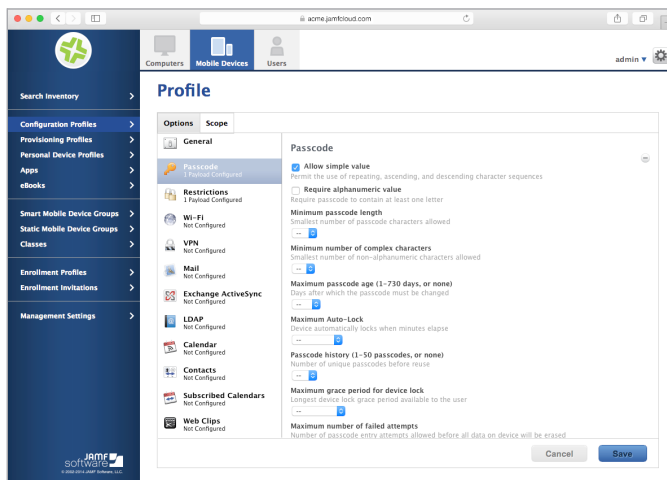 acme.jamfcloud.com
Computers
Mobile Devices
Users
admin
Search Inventory
Configuration Profiles
Provisioning Profiles
Personal Device Profiles
Apps
eBooks
Smart Mobile Device Groups
Static Mobile Device Groups
Classes
Enrollment Profiles
Enrollment Invitations
Management Settings
JAMF
software
© 2002-2014 JAMF Software, LLC.
Profile
Options
Scope
General
Passcode
1 Payload Configured
Restrictions
1 Payload Configured
Wi-Fi
Not Configured
VPN
Not Configured
Mail
Not Configured
Exchange ActiveSync
Not Configured
LDAP
Not Configured
Calendar
Not Configured
Contacts
Not Configured
Subscribed Calendars
Not Configured
Web Clips
Not Configured
Passcode
Allow simple value
Permit the use of repeating, ascending, and descending character sequences
Require alphanumeric value
Require passcode to contain at least one letter
Minimum passcode length
Smallest number of passcode characters allowed
--
Minimum number of complex characters
Smallest number of non-alphanumeric characters allowed
--
Maximum passcode age (1-730 days, or none)
Days after which the passcode must be changed
--
Maximum Auto-Lock
Device automatically locks when minutes elapse
--
Passcode history (1-50 passcodes, or none)
Number of unique passcodes before reuse
--
Maximum grace period for device lock
Longest device lock grace period available to the user
--
Maximum number of failed attempts
Number of passcode entry attempts allowed before all data on device will be erased
Cancel
Save